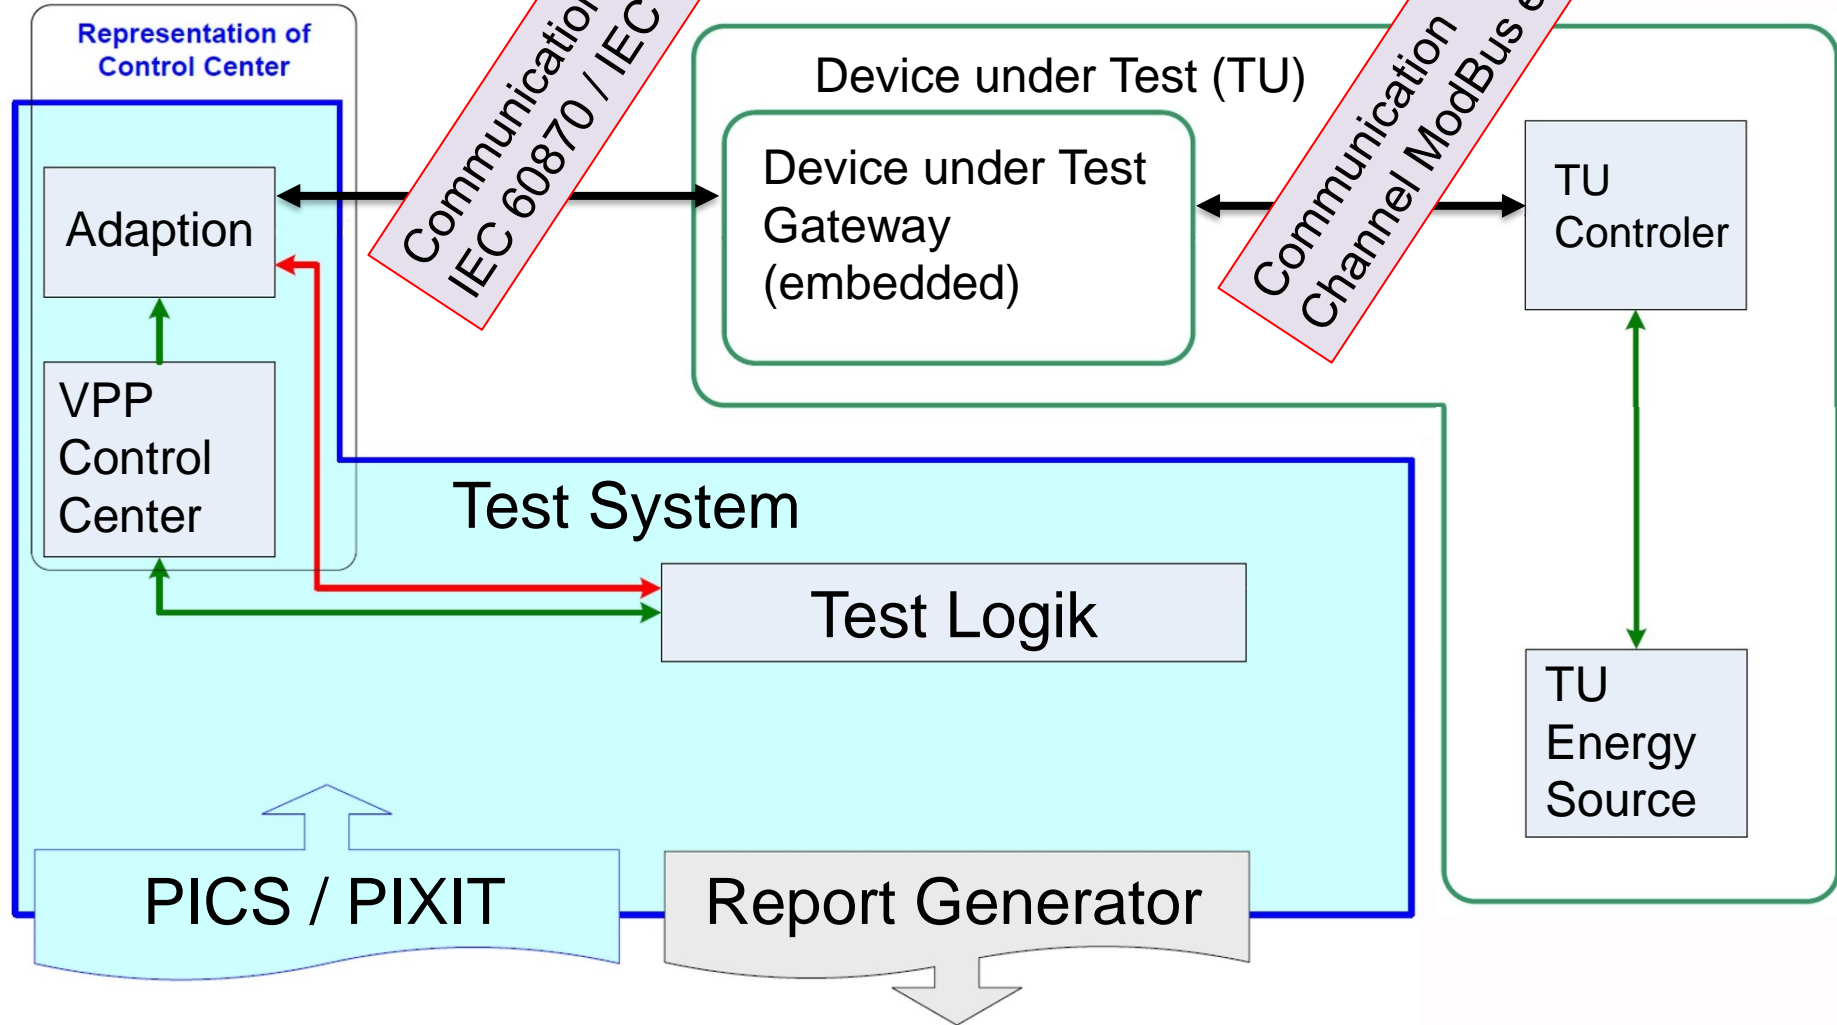 Representation of
Control Center
Communication
IEC 60870 / IEC
Device under Test (TU)
Communication
Channel ModBus
Adaption
Device under Test
Gateway
(embedded)
TU
Controler
VPP
Control
Center
Test System
Test Logik
TU
Energy
Source
PICS / PIXIT
Report Generator